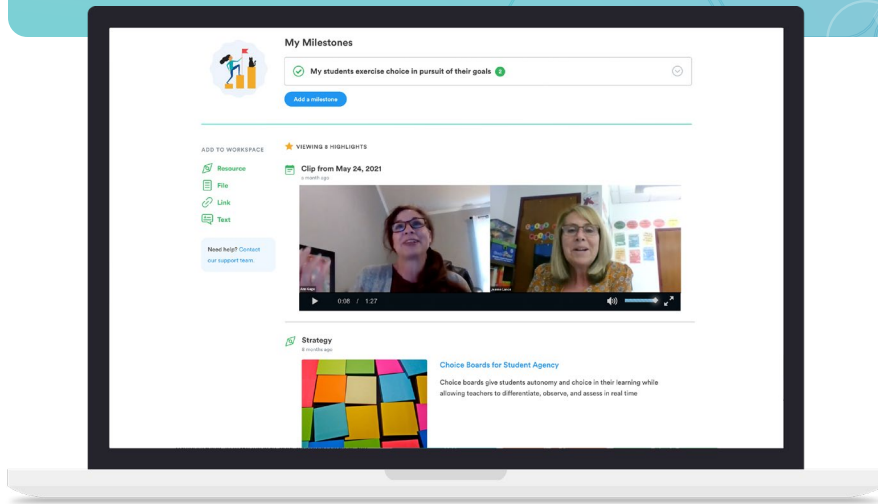 My Milestones
My students exercise choice in pursuit of their goals 2
Add a milestone
ADD TO WORKSPACE
Resource
File
Link
Text
Need help? Contact
our support team.
VIEWING 8 HIGHLIGHTS
Clip from May 24, 2021
a month ago
0:08 / 1:27
Strategy
8 months ago
Choice Boards for Student Agency
Choice boards give students autonomy and choice in their learning while
allowing teachers to differentiate, observe, and assess in real time